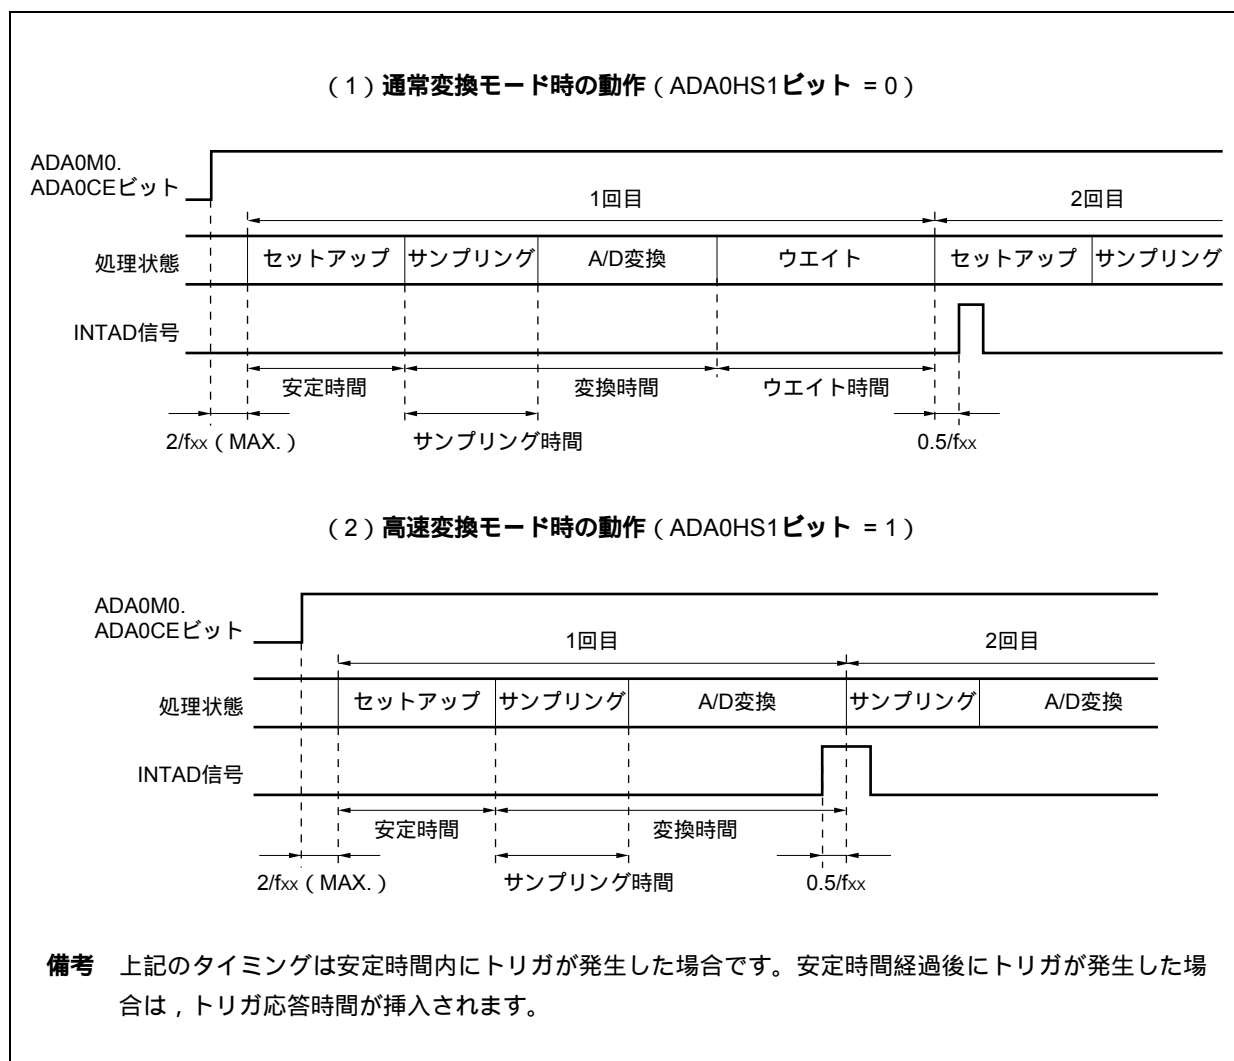 （1）通常変換モード時の動作（ADA0HS1ビット = 0）
ADA0M0.
ADA0CEビット
1回目
2回目
処理状態
セットアップ
サンプリング
A/D変換
ウエイト
セットアップ
サンプリング
INTAD信号
安定時間
変換時間
ウエイト時間
2/fxx（MAX.）
サンプリング時間
0.5/fxx
（2）高速変換モード時の動作（ADA0HS1ビット = 1）
ADA0M0.
ADA0CEビット
1回目
2回目
処理状態
セットアップ
サンプリング
A/D変換
サンプリング
A/D変換
INTAD信号
安定時間
変換時間
2/fxx（MAX.）
サンプリング時間
0.5/fxx
備考　上記のタイミングは安定時間内にトリガが発生した場合です。安定時間経過後にトリガが発生した場
合は，トリガ応答時間が挿入されます。